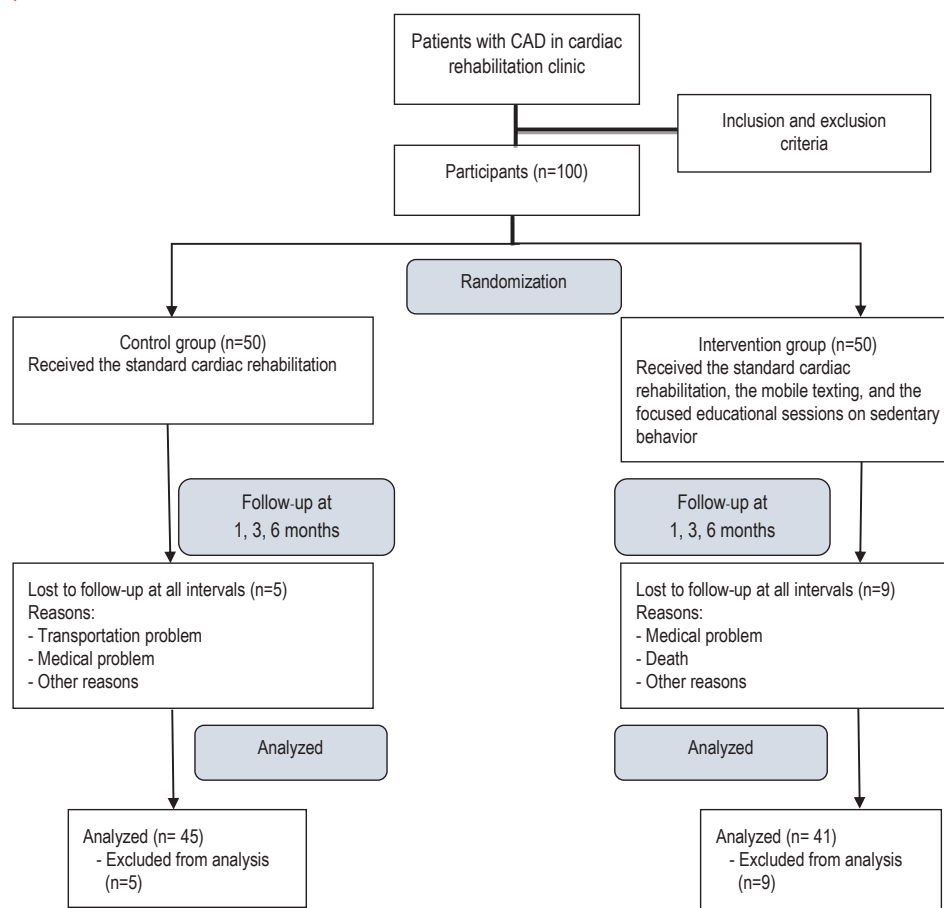 Patients with CAD in cardiac
rehabilitation clinic
Inclusion and exclusion
criteria
Participants (n=100)
Randomization
Control group (n=50)
Received the standard cardiac rehabilitation
Intervention group (n=50)
Received the standard cardiac
rehabilitation, the mobile texting, and the
focused educational sessions on sedentary
behavior
Follow-up at
1, 3, 6 months
Follow-up at
1, 3, 6 months
Lost to follow-up at all intervals (n=5)
Reasons:
- Transportation problem
- Medical problem
- Other reasons
Lost to follow-up at all intervals (n=9)
Reasons:
- Medical problem
- Death
- Other reasons
Analyzed
Analyzed
Analyzed (n= 45)
- Excluded from analysis
(n=5)
Analyzed (n= 41)
- Excluded from analysis
(n=9)